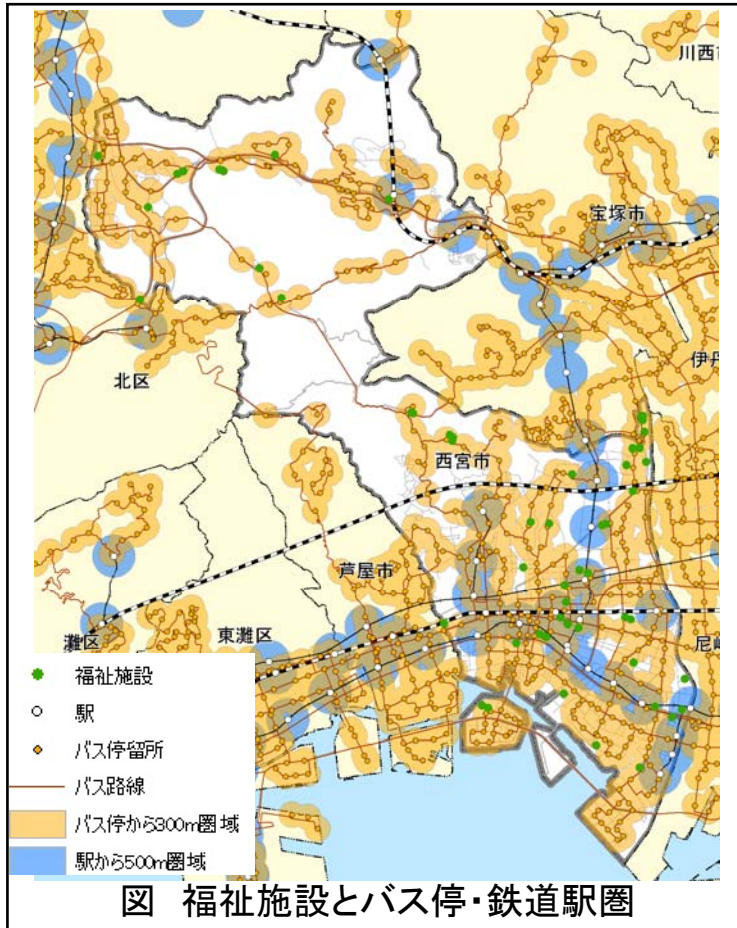 川西市
宝塚市
伊丹
北区
西宮市
芦屋市
東灘区
灘区
尼崎
福祉施設
駅
バス停留所
バス路線
バス停から300m圏域
駅から500m圏域
図 福祉施設とバス停・鉄道駅圏